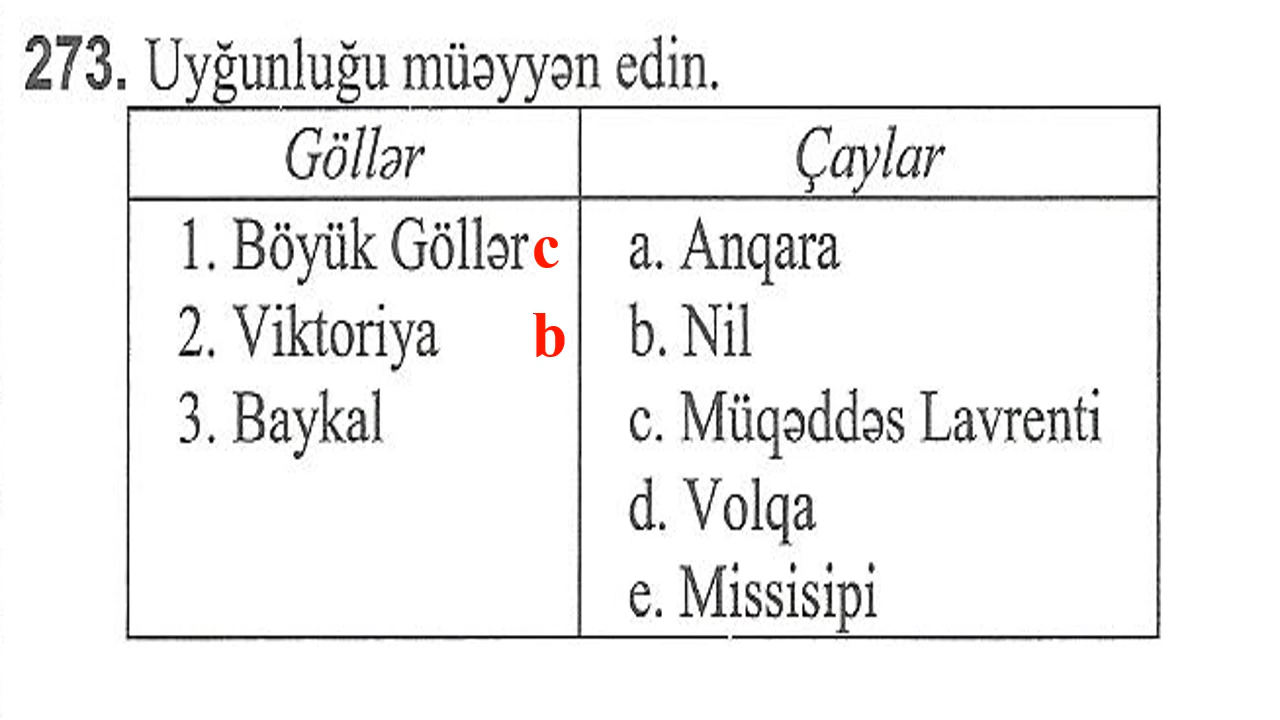 273. Uyğunluğu müəyyən edin.
Göllər
Çaylar
1. Böyük Göllər c
2. Viktoriya b
3. Baykal
a. Anqara
b. Nil
c. Müqəddəs Lavrenti
d. Volqa
e. Missisipi